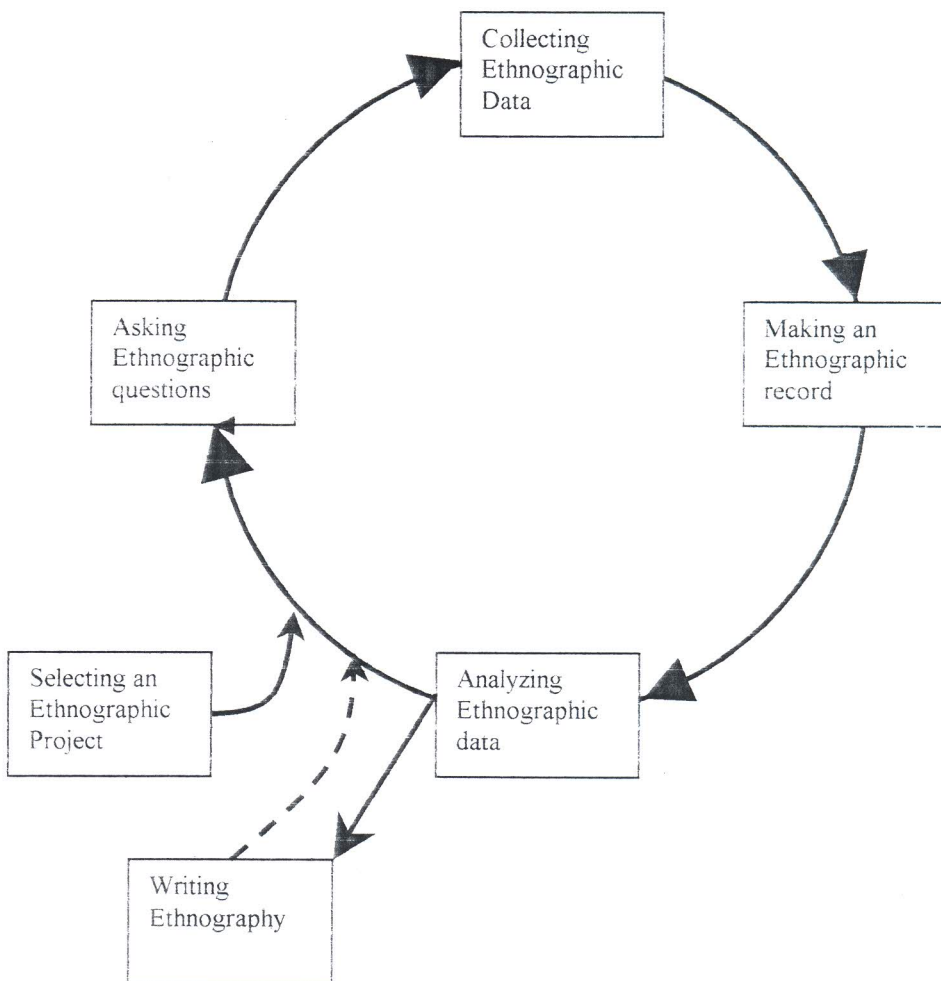 Collecting
Ethnographic
Data
Asking
Ethnographic
questions
Making an
Ethnographic
record
Selecting an
Ethnographic
Project
Analyzing
Ethnographic
data
Writing
Ethnography